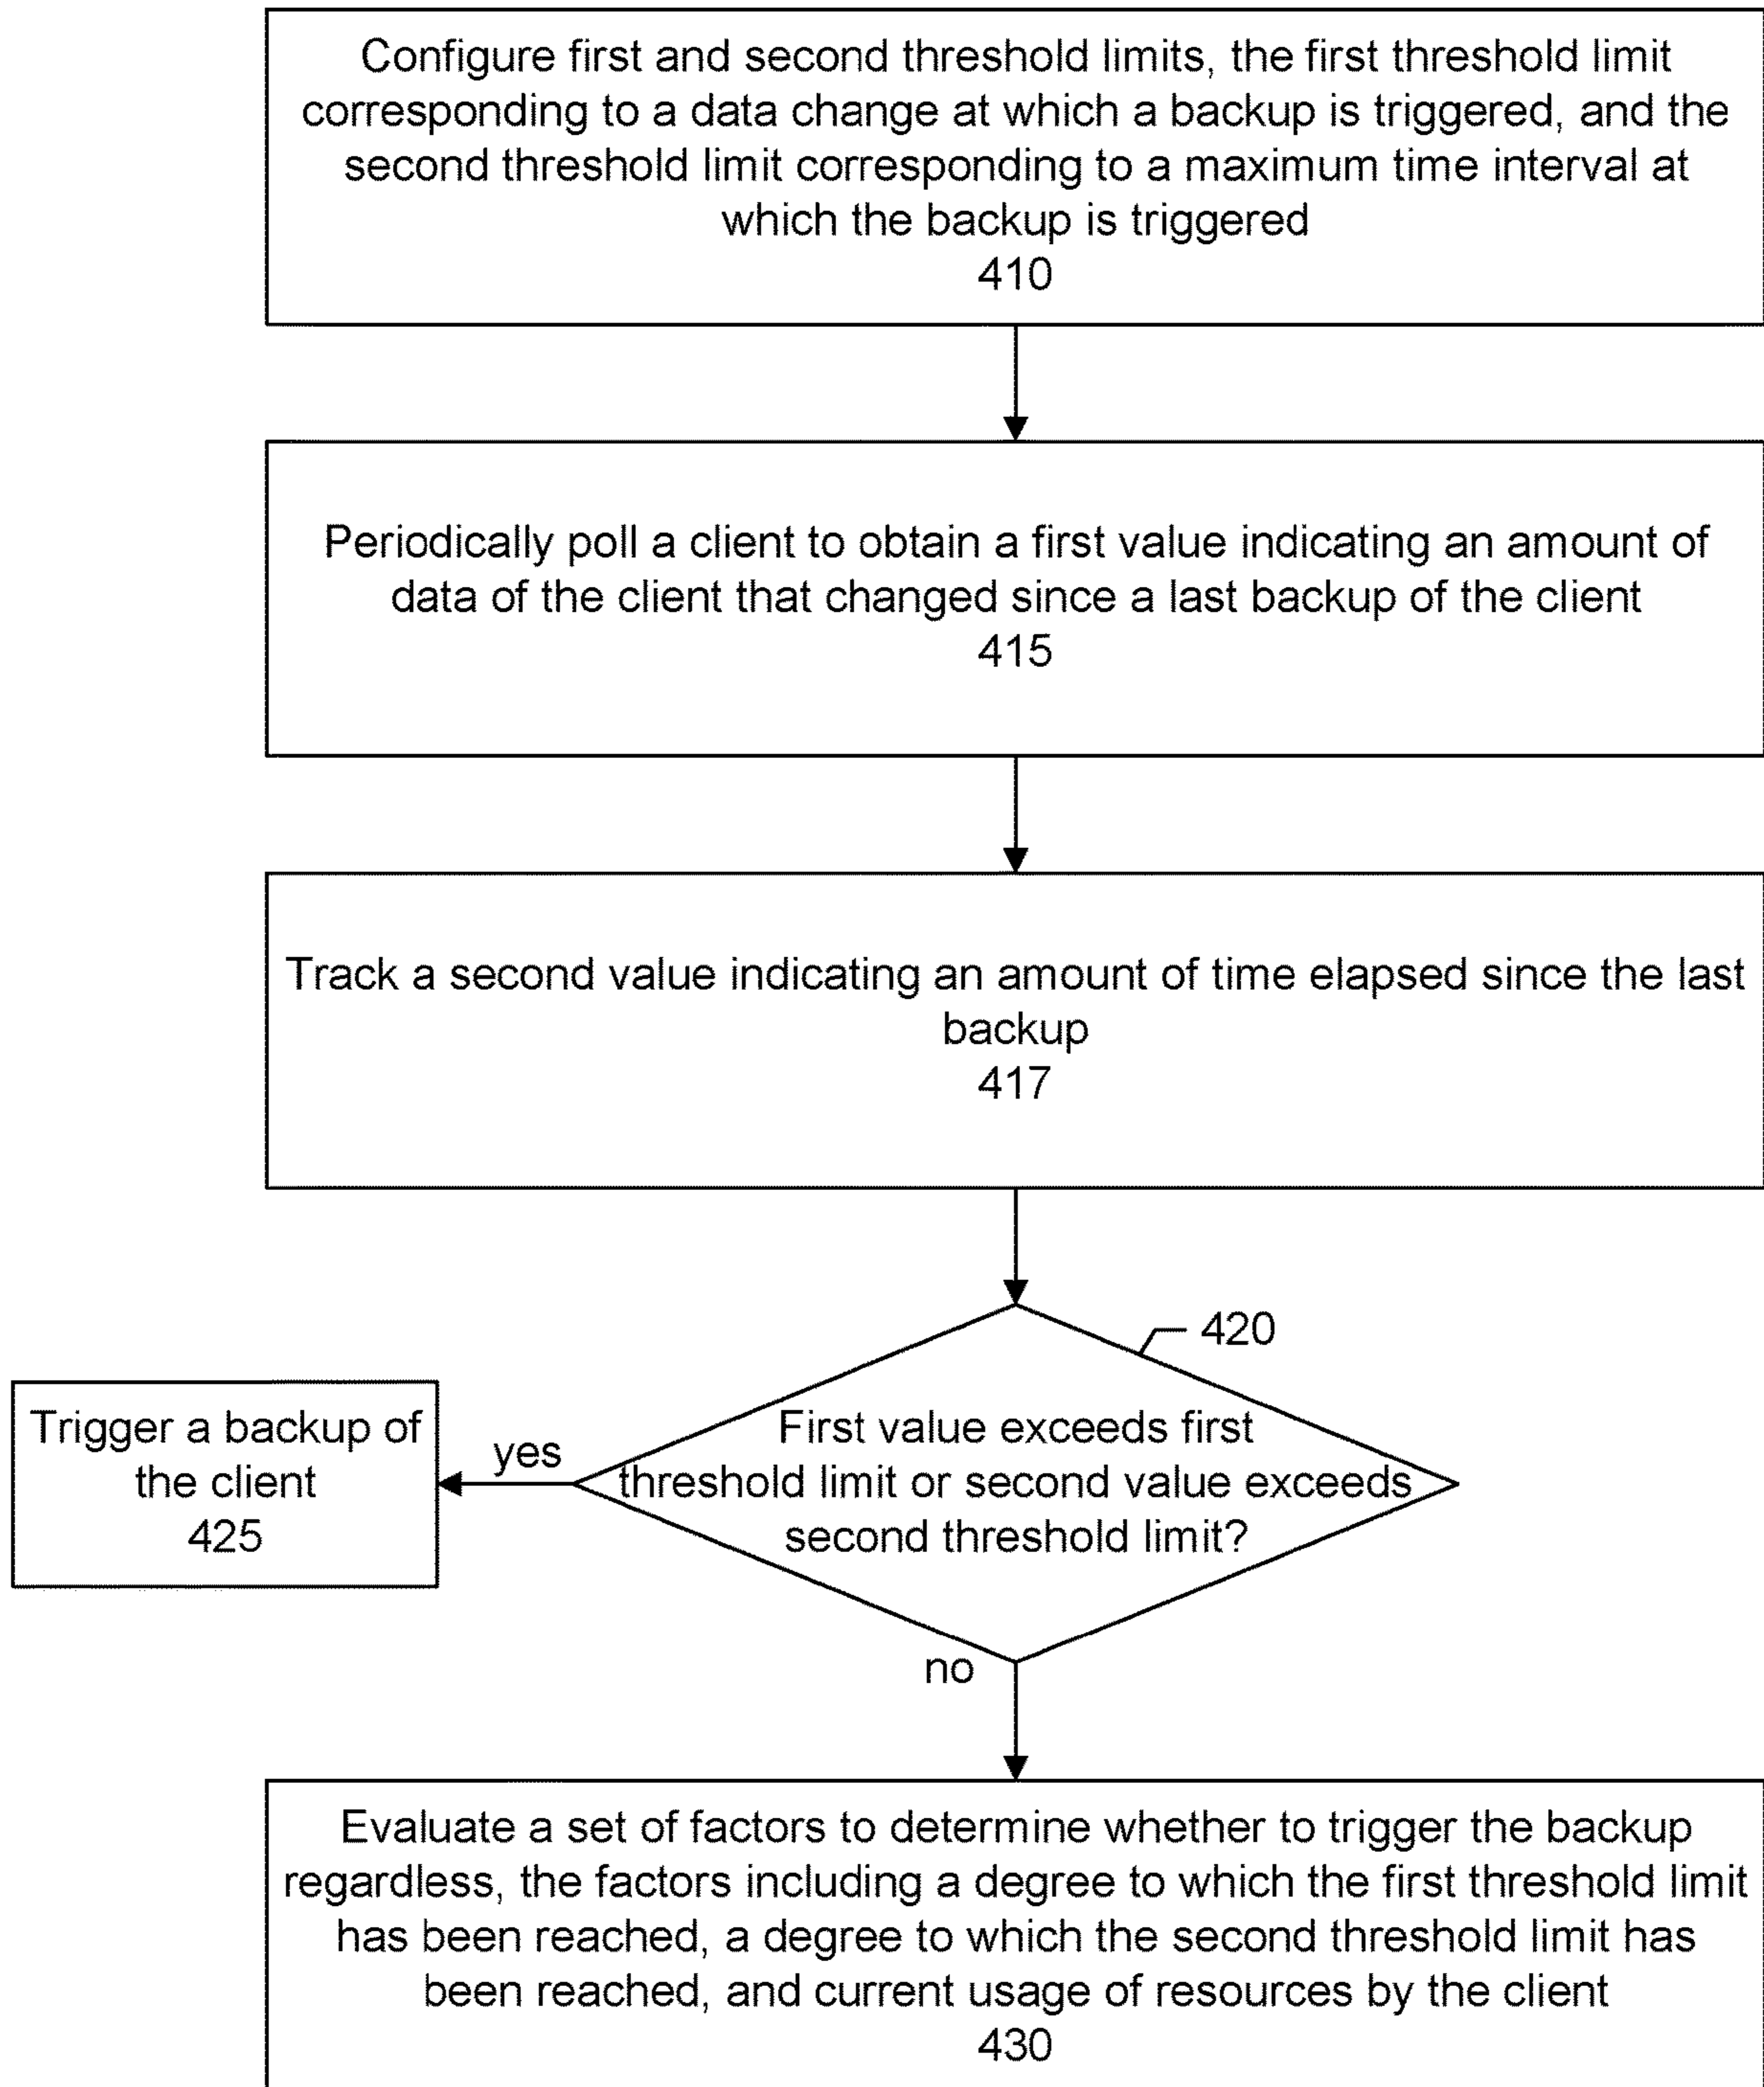 Configure first and second threshold limits, the first threshold limit
corresponding to a data change at which a backup is triggered, and the
second threshold limit corresponding to a maximum time interval at
which the backup is triggered
410
Periodically poll a client to obtain a first value indicating an amount of
data of the client that changed since a last backup of the client
415
Track a second value indicating an amount of time elapsed since the last
backup
417
420
First value exceeds first
threshold limit or second value exceeds
second threshold limit?
yes
Trigger a backup of
the client
425
no
Evaluate a set of factors to determine whether to trigger the backup
regardless, the factors including a degree to which the first threshold limit
has been reached, a degree to which the second threshold limit has
been reached, and current usage of resources by the client
430